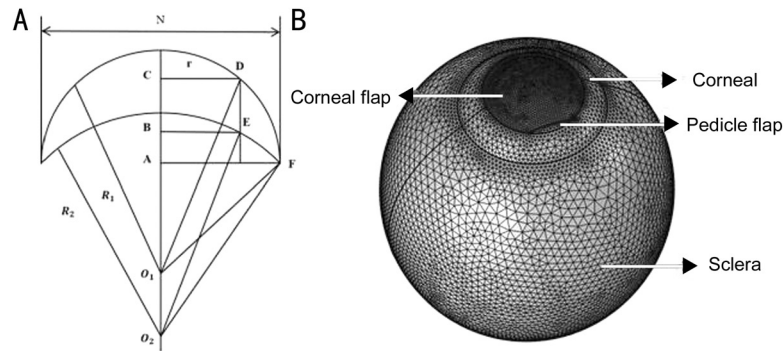 A
N
C
r
D
B
E
A
F
R₁
R₂
O₁
O₂
B
Corneal flap
Corneal
Pedicle flap
Sclera